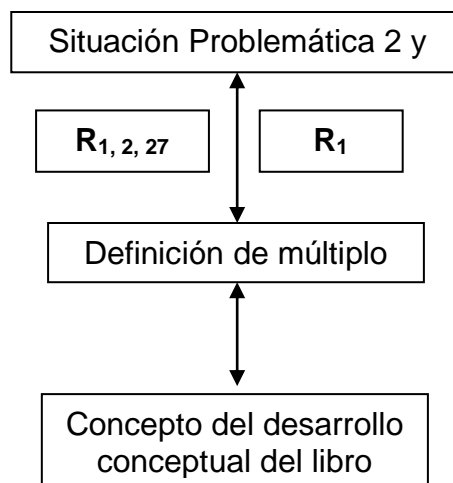 Situación Problemática 2 y
R1, 2, 27
R1
Definición de múltiplo
Concepto del desarrollo
conceptual del libro